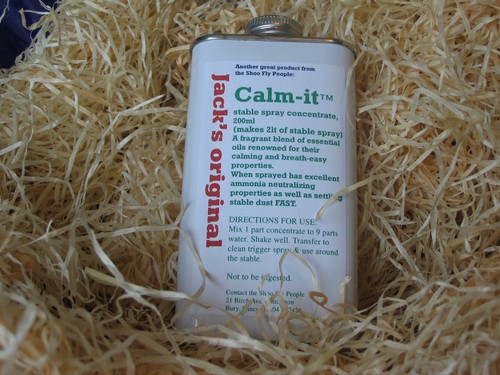 Another great product from
the Shoo Fly People:
Jack's original
Calm-it™
stable spray concentrate,
200ml
(makes 2lt of stable spray)
A fragrant blend of essential
oils renowned for their
calming and breath-easy
properties.
When sprayed has excellent
ammonia neutralizing
properties as well as settling
stable dust FAST.
DIRECTIONS FOR USE:
Mix 1 part concentrate to 9 parts
water. Shake well. Transfer to
clean trigger spray & use around
the stable.
Not to be ingested.
Contact the Shoo Fly People
21 Birch
Bury,